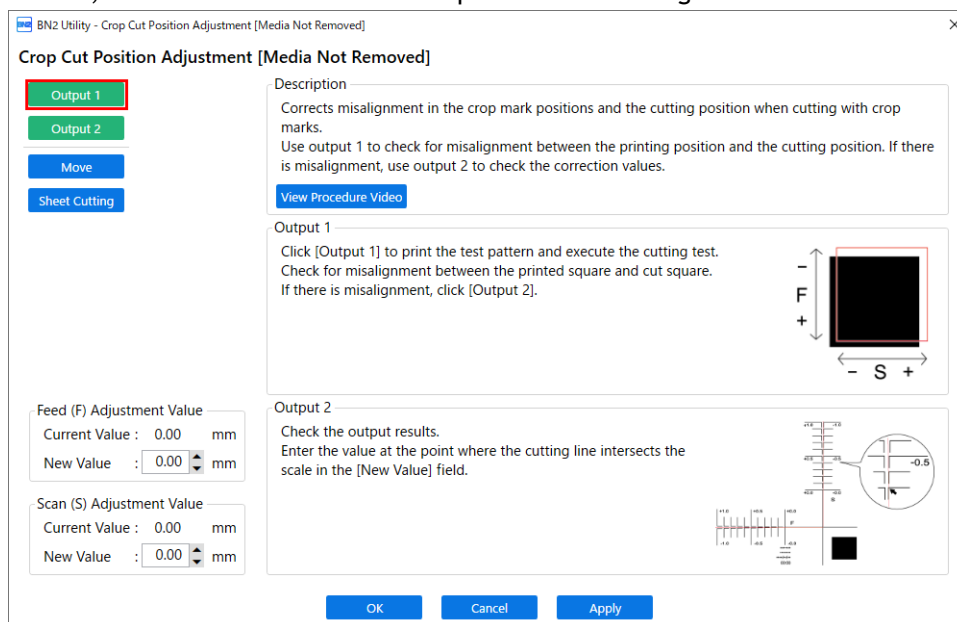 BN2 Utility - Crop Cut Position Adjustment [Media Not Removed]
Crop Cut Position Adjustment [Media Not Removed]
Output 1
Output 2
Move
Sheet Cutting
Description
Corrects misalignment in the crop mark positions and the cutting position when cutting with crop
marks.
Use output 1 to check for misalignment between the printing position and the cutting position. If there
is misalignment, use output 2 to check the correction values.
View Procedure Video
Output 1
Click [Output 1] to print the test pattern and execute the cutting test.
Check for misalignment between the printed square and cut square.
If there is misalignment, click [Output 2].
−
F
+
− S +
Feed (F) Adjustment Value
Current Value : 0.00 mm
New Value : 0.00 mm
Scan (S) Adjustment Value
Current Value : 0.00 mm
New Value : 0.00 mm
Output 2
Check the output results.
Enter the value at the point where the cutting line intersects the
scale in the [New Value] field.
-0.5
S
F
OK Cancel Apply